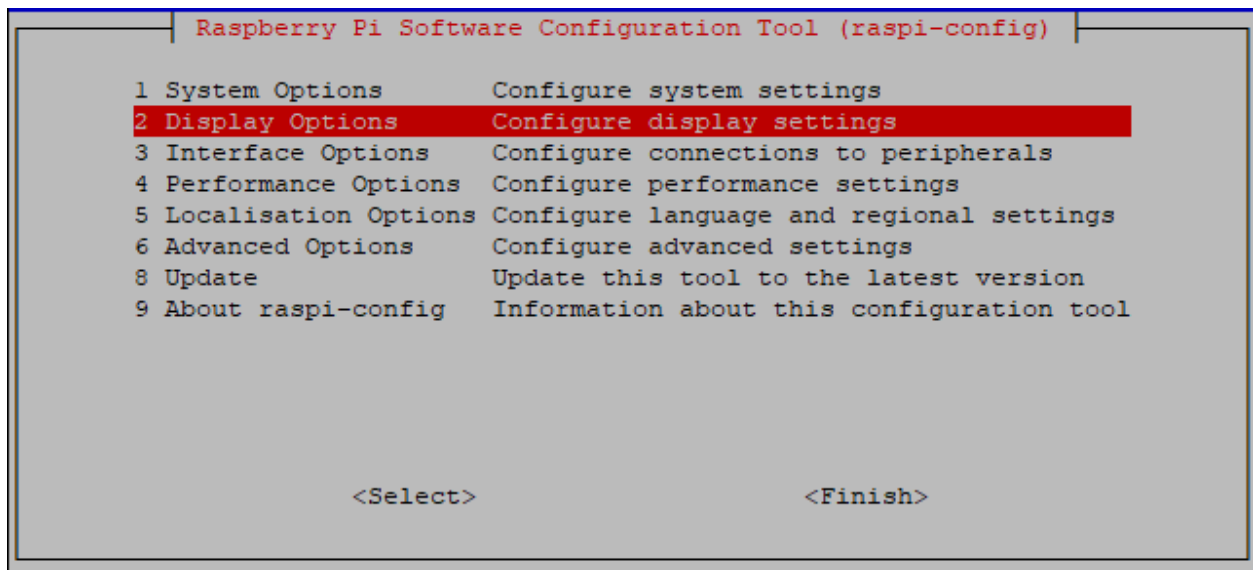 Raspberry Pi Software Configuration Tool (raspi-config)
1 System Options Configure system settings
2 Display Options Configure display settings
3 Interface Options Configure connections to peripherals
4 Performance Options Configure performance settings
5 Localisation Options Configure language and regional settings
6 Advanced Options Configure advanced settings
8 Update Update this tool to the latest version
9 About raspi-config Information about this configuration tool
<Select> <Finish>